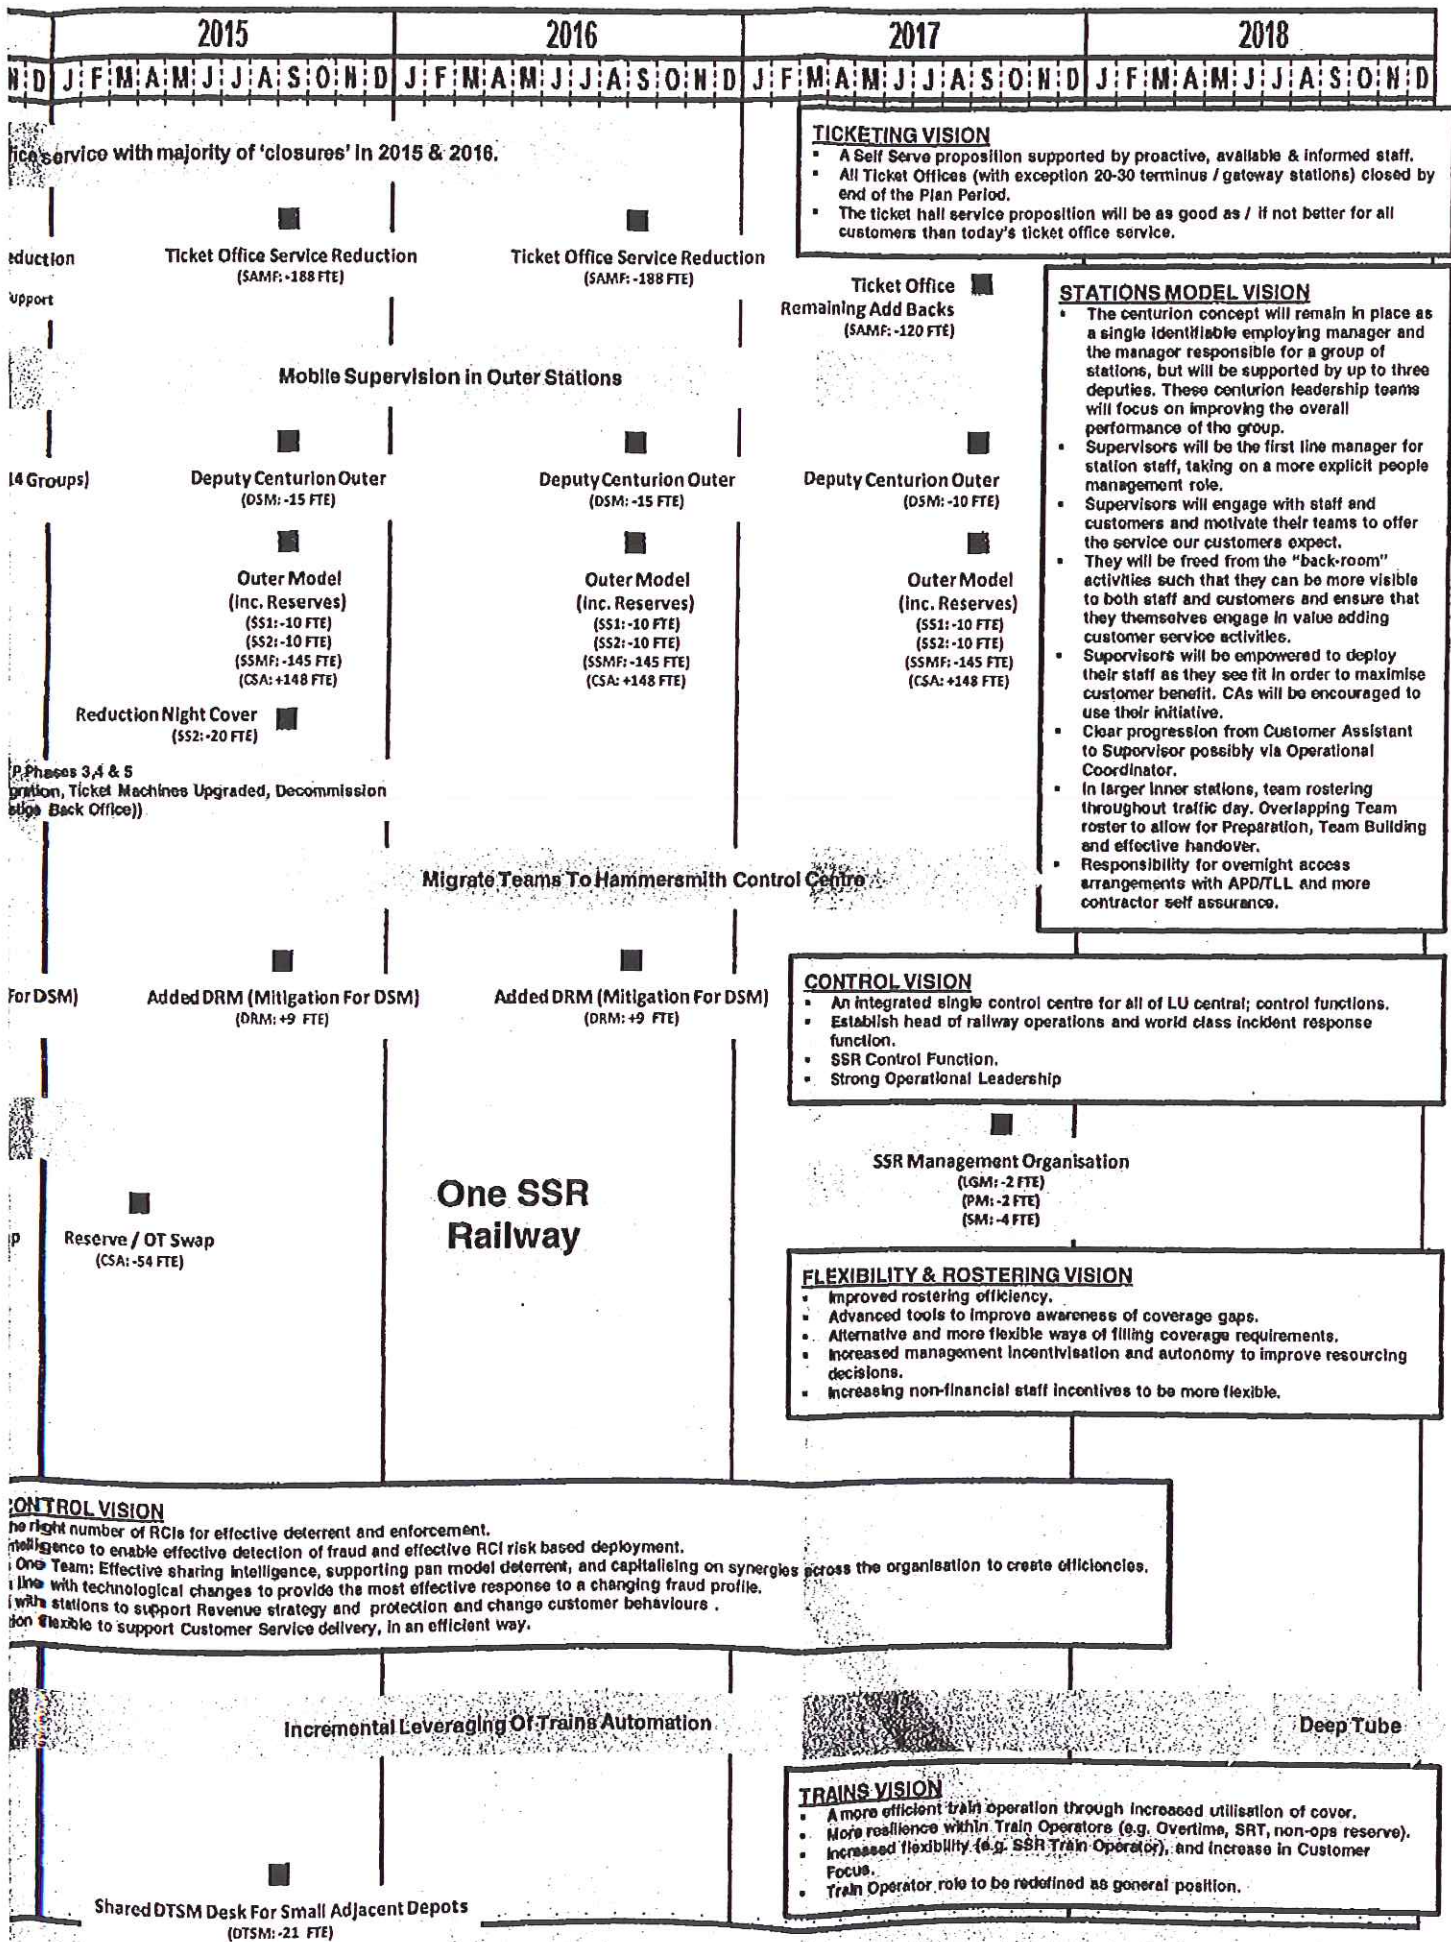 2015 2016 2017 2018
N D J F M A M J J A S O N D J F M A M J J A S O N D J F M A M J J A S O N D J F M A M J J A S O N D
fice service with majority of 'closures' in 2015 & 2016.
TICKETING VISION
▪ A Self Serve proposition supported by proactive, available & informed staff.
▪ All Ticket Offices (with exception 20-30 terminus / gateway stations) closed by
end of the Plan Period.
▪ The ticket hall service proposition will be as good as / if not better for all
customers than today's ticket office service.
eduction
upport
Ticket Office Service Reduction
(SAMF: -188 FTE)
Ticket Office Service Reduction
(SAMF: -188 FTE)
Ticket Office
Remaining Add Backs
(SAMF: -120 FTE)
STATIONS MODEL VISION
▪ The centurion concept will remain in place as
a single identifiable employing manager and
the manager responsible for a group of
stations, but will be supported by up to three
deputies. These centurion leadership teams
will focus on improving the overall
performance of the group.
▪ Supervisors will be the first line manager for
station staff, taking on a more explicit people
management role.
▪ Supervisors will engage with staff and
customers and motivate their teams to offer
the service our customers expect.
▪ They will be freed from the "back-room"
activities such that they can be more visible
to both staff and customers and ensure that
they themselves engage in value adding
customer service activities.
▪ Supervisors will be empowered to deploy
their staff as they see fit in order to maximise
customer benefit. CAs will be encouraged to
use their initiative.
▪ Clear progression from Customer Assistant
to Supervisor possibly via Operational
Coordinator.
▪ In larger inner stations, team rostering
throughout traffic day. Overlapping Team
roster to allow for Preparation, Team Building
and effective handover.
▪ Responsibility for overnight access
arrangements with APD/TLL and more
contractor self assurance.
Mobile Supervision in Outer Stations
14 Groups)
Deputy Centurion Outer
(DSM: -15 FTE)
Deputy Centurion Outer
(DSM: -15 FTE)
Deputy Centurion Outer
(DSM: -10 FTE)
Outer Model
(Inc. Reserves)
(SS1: -10 FTE)
(SS2: -10 FTE)
(SSMF: -145 FTE)
(CSA: +148 FTE)
Outer Model
(Inc. Reserves)
(SS1: -10 FTE)
(SS2: -10 FTE)
(SSMF: -145 FTE)
(CSA: +148 FTE)
Outer Model
(Inc. Reserves)
(SS1: -10 FTE)
(SS2: -10 FTE)
(SSMF: -145 FTE)
(CSA: +148 FTE)
Reduction Night Cover
(SS2: -20 FTE)
P Phases 3,4 & 5
gration, Ticket Machines Upgraded, Decommission
stige Back Office))
Migrate Teams To Hammersmith Control Centre
For DSM)
Added DRM (Mitigation For DSM)
(DRM: +9 FTE)
Added DRM (Mitigation For DSM)
(DRM: +9 FTE)
CONTROL VISION
▪ An integrated single control centre for all of LU central; control functions.
▪ Establish head of railway operations and world class incident response
function.
▪ SSR Control Function.
▪ Strong Operational Leadership
SSR Management Organisation
(LGM: -2 FTE)
(PM: -2 FTE)
(SM: -4 FTE)
One SSR
Railway
p
Reserve / OT Swap
(CSA: -54 FTE)
FLEXIBILITY & ROSTERING VISION
▪ Improved rostering efficiency.
▪ Advanced tools to improve awareness of coverage gaps.
▪ Alternative and more flexible ways of filling coverage requirements.
▪ Increased management incentivisation and autonomy to improve resourcing
decisions.
▪ Increasing non-financial staff incentives to be more flexible.
CONTROL VISION
he right number of RCIs for effective deterrent and enforcement.
ntelligence to enable effective detection of fraud and effective RCI risk based deployment.
One Team: Effective sharing intelligence, supporting pan model deterrent, and capitalising on synergies across the organisation to create efficiencies.
line with technological changes to provide the most effective response to a changing fraud profile.
with stations to support Revenue strategy and protection and change customer behaviours .
ion flexible to support Customer Service delivery, in an efficient way.
Incremental Leveraging Of Trains Automation
Deep Tube
TRAINS VISION
▪ A more efficient train operation through increased utilisation of cover.
▪ More resilience within Train Operators (e.g. Overtime, SRT, non-ops reserve).
▪ Increased flexibility (e.g. SSR Train Operator), and increase in Customer
Focus.
▪ Train Operator role to be redefined as general position.
Shared DTSM Desk For Small Adjacent Depots
(DTSM: -21 FTE)